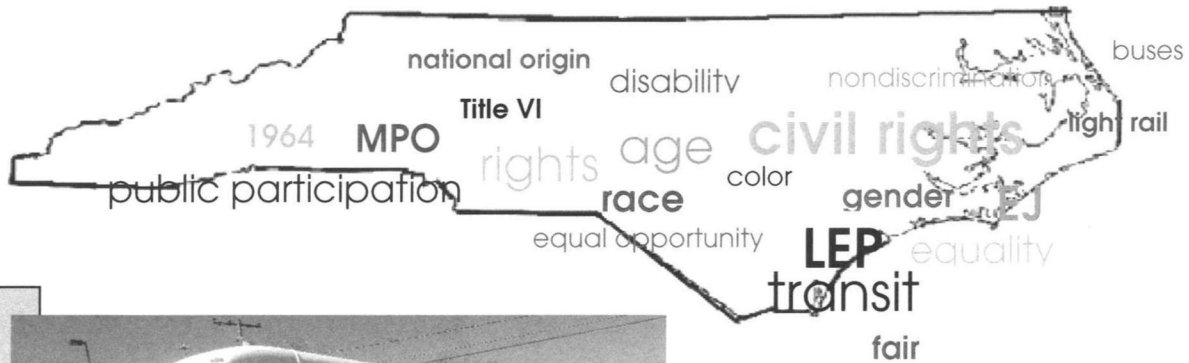 buses
national origin
disability
nondiscrimination
Title VI
light rail
1964
MPO
civil rights
rights
age
color
public participation
race
gender
EJ
equal opportunity
LEP
equality
transit
fair